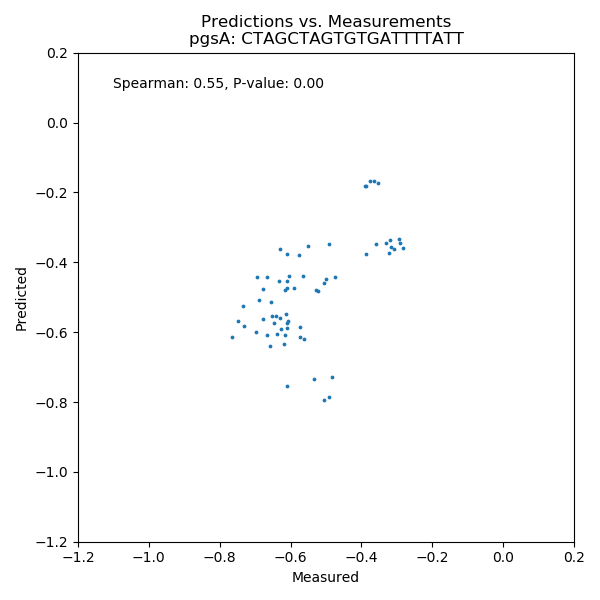 Predictions vs. Measurements
pgsA: CTAGCTAGTGTGATTTTATT
0.2
Spearman: 0.55, P-value: 0.00
0.0
−0.2
−0.4
Predicted
−0.6
−0.8
−1.0
−1.2
−1.2 −1.0 −0.8 −0.6 −0.4 −0.2 0.0 0.2
Measured